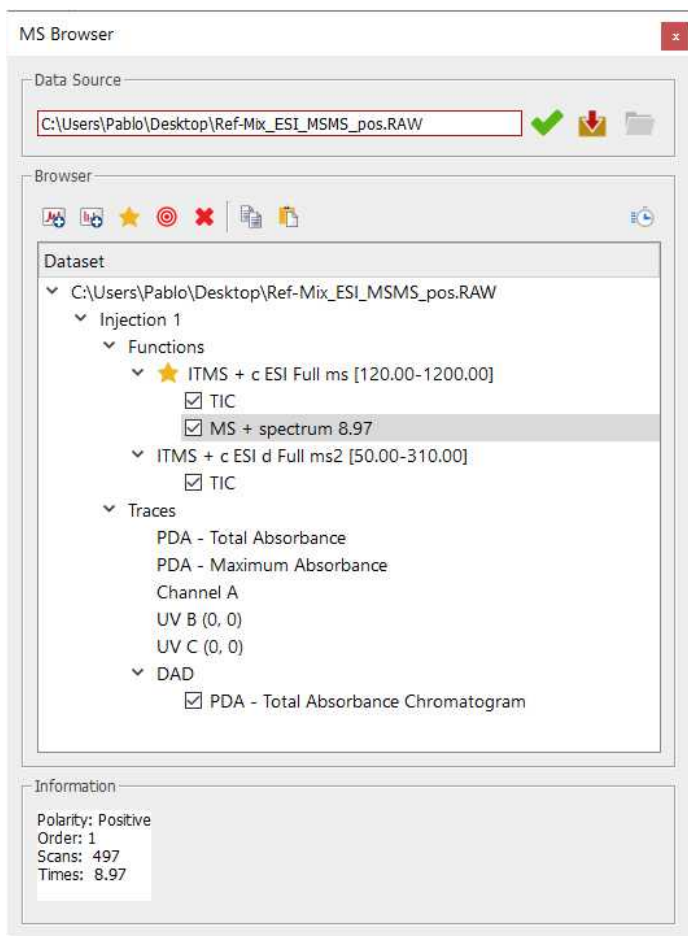 MS Browser
x
Data Source
C:\Users\Pablo\Desktop\Ref-Mix_ESI_MSMS_pos.RAW
Browser
Dataset
C:\Users\Pablo\Desktop\Ref-Mix_ESI_MSMS_pos.RAW
Injection 1
Functions
ITMS + c ESI Full ms [120.00-1200.00]
TIC
MS + spectrum 8.97
ITMS + c ESI d Full ms2 [50.00-310.00]
TIC
Traces
PDA - Total Absorbance
PDA - Maximum Absorbance
Channel A
UV B (0, 0)
UV C (0, 0)
DAD
PDA - Total Absorbance Chromatogram
Information
Polarity: Positive
Order: 1
Scans: 497
Times: 8.97